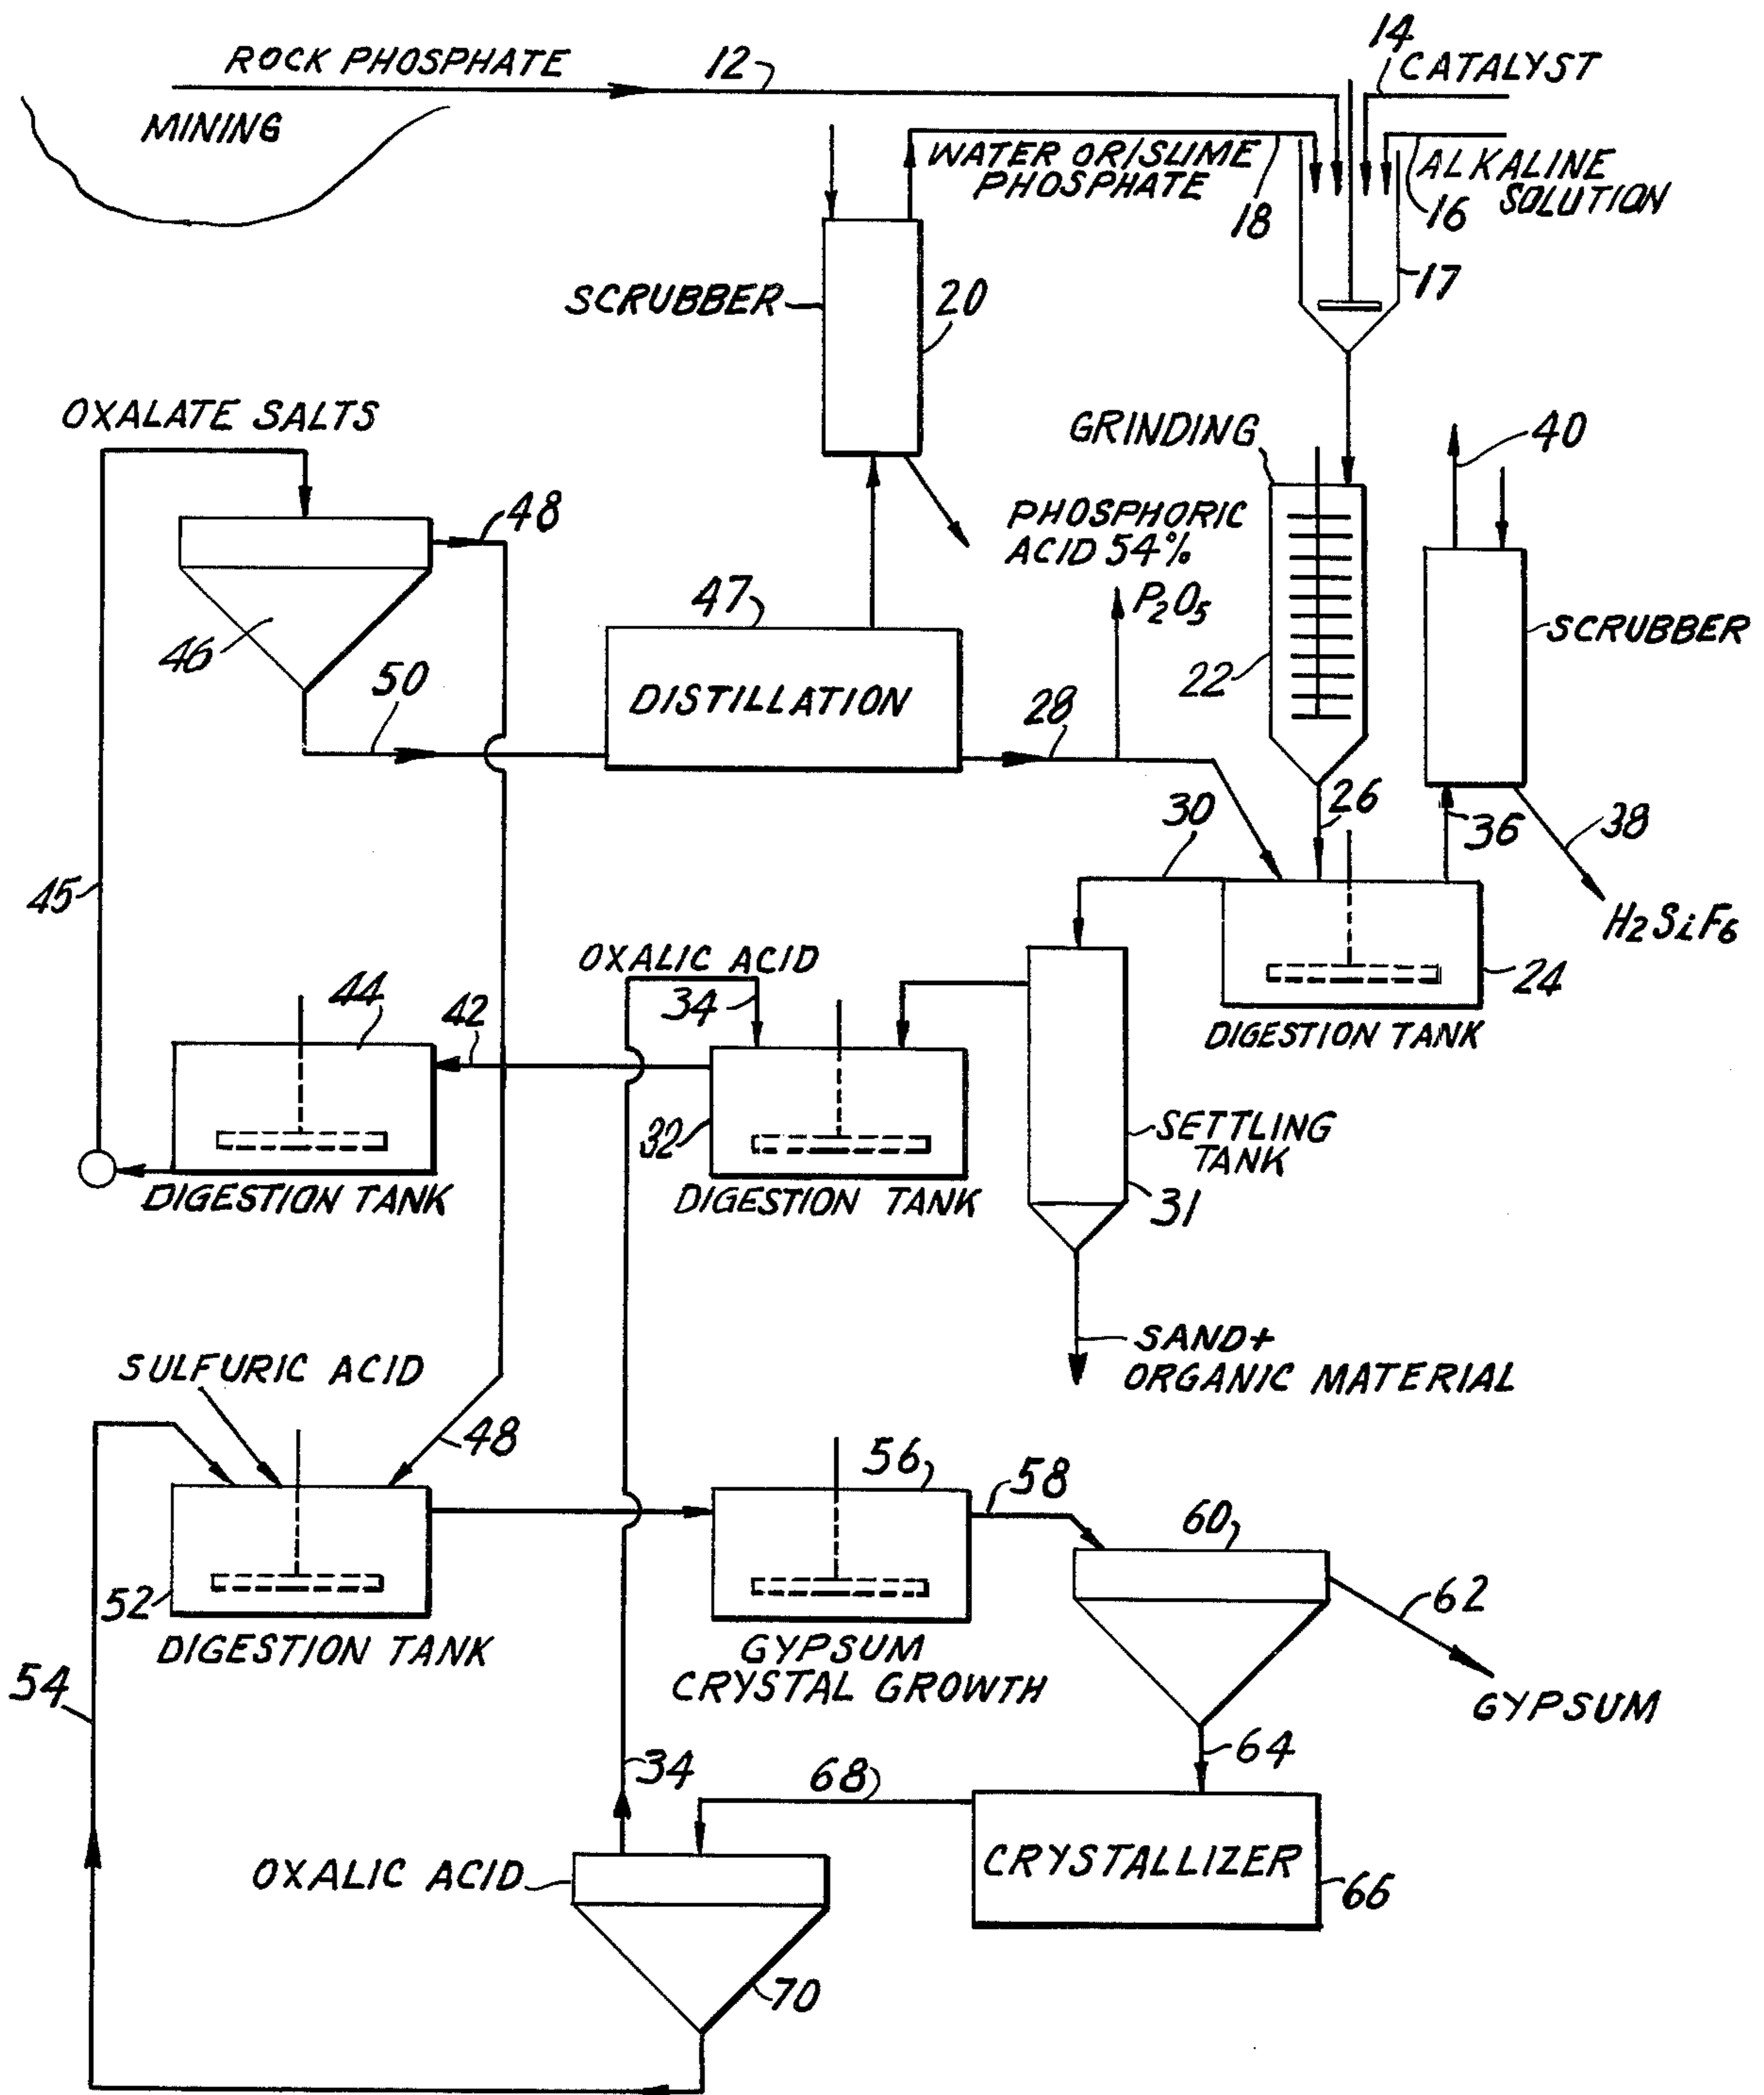 ROCK PHOSPHATE
12
14
CATALYST
MINING
WATER OR/SLIME
PHOSPHATE
18
ALKALINE
SOLUTION
16
17
SCRUBBER
20
OXALATE SALTS
GRINDING
40
48
PHOSPHORIC
ACID 54%
P2O5
47
46
SCRUBBER
22
50
DISTILLATION
28
26
30
36
38
45
H2SiF6
OXALIC ACID
34
24
44
42
DIGESTION TANK
32
SETTLING
TANK
31
DIGESTION TANK
DIGESTION TANK
SAND+
ORGANIC MATERIAL
SULFURIC ACID
48
56
58
60
52
62
DIGESTION TANK
GYPSUM
CRYSTAL GROWTH
54
GYPSUM
64
34
68
OXALIC ACID
CRYSTALLIZER
66
70